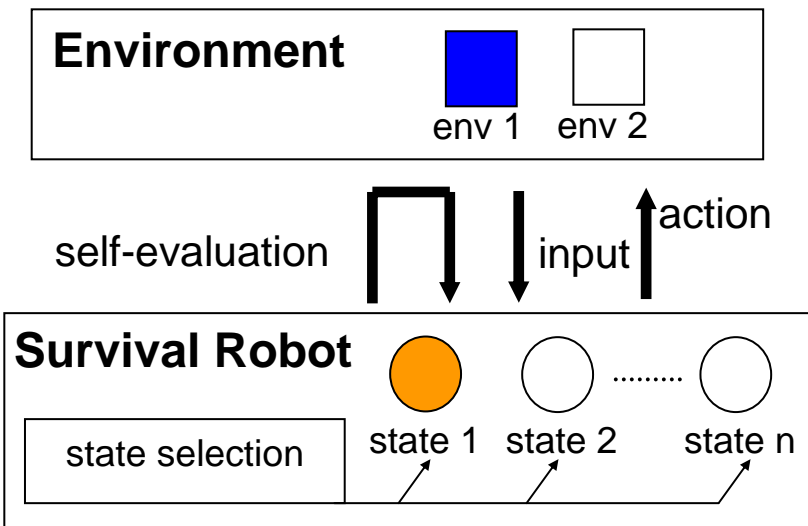 Environment
env 1 env 2
self-evaluation
input
action
Survival Robot
.........
state 1 state 2 state n
state selection